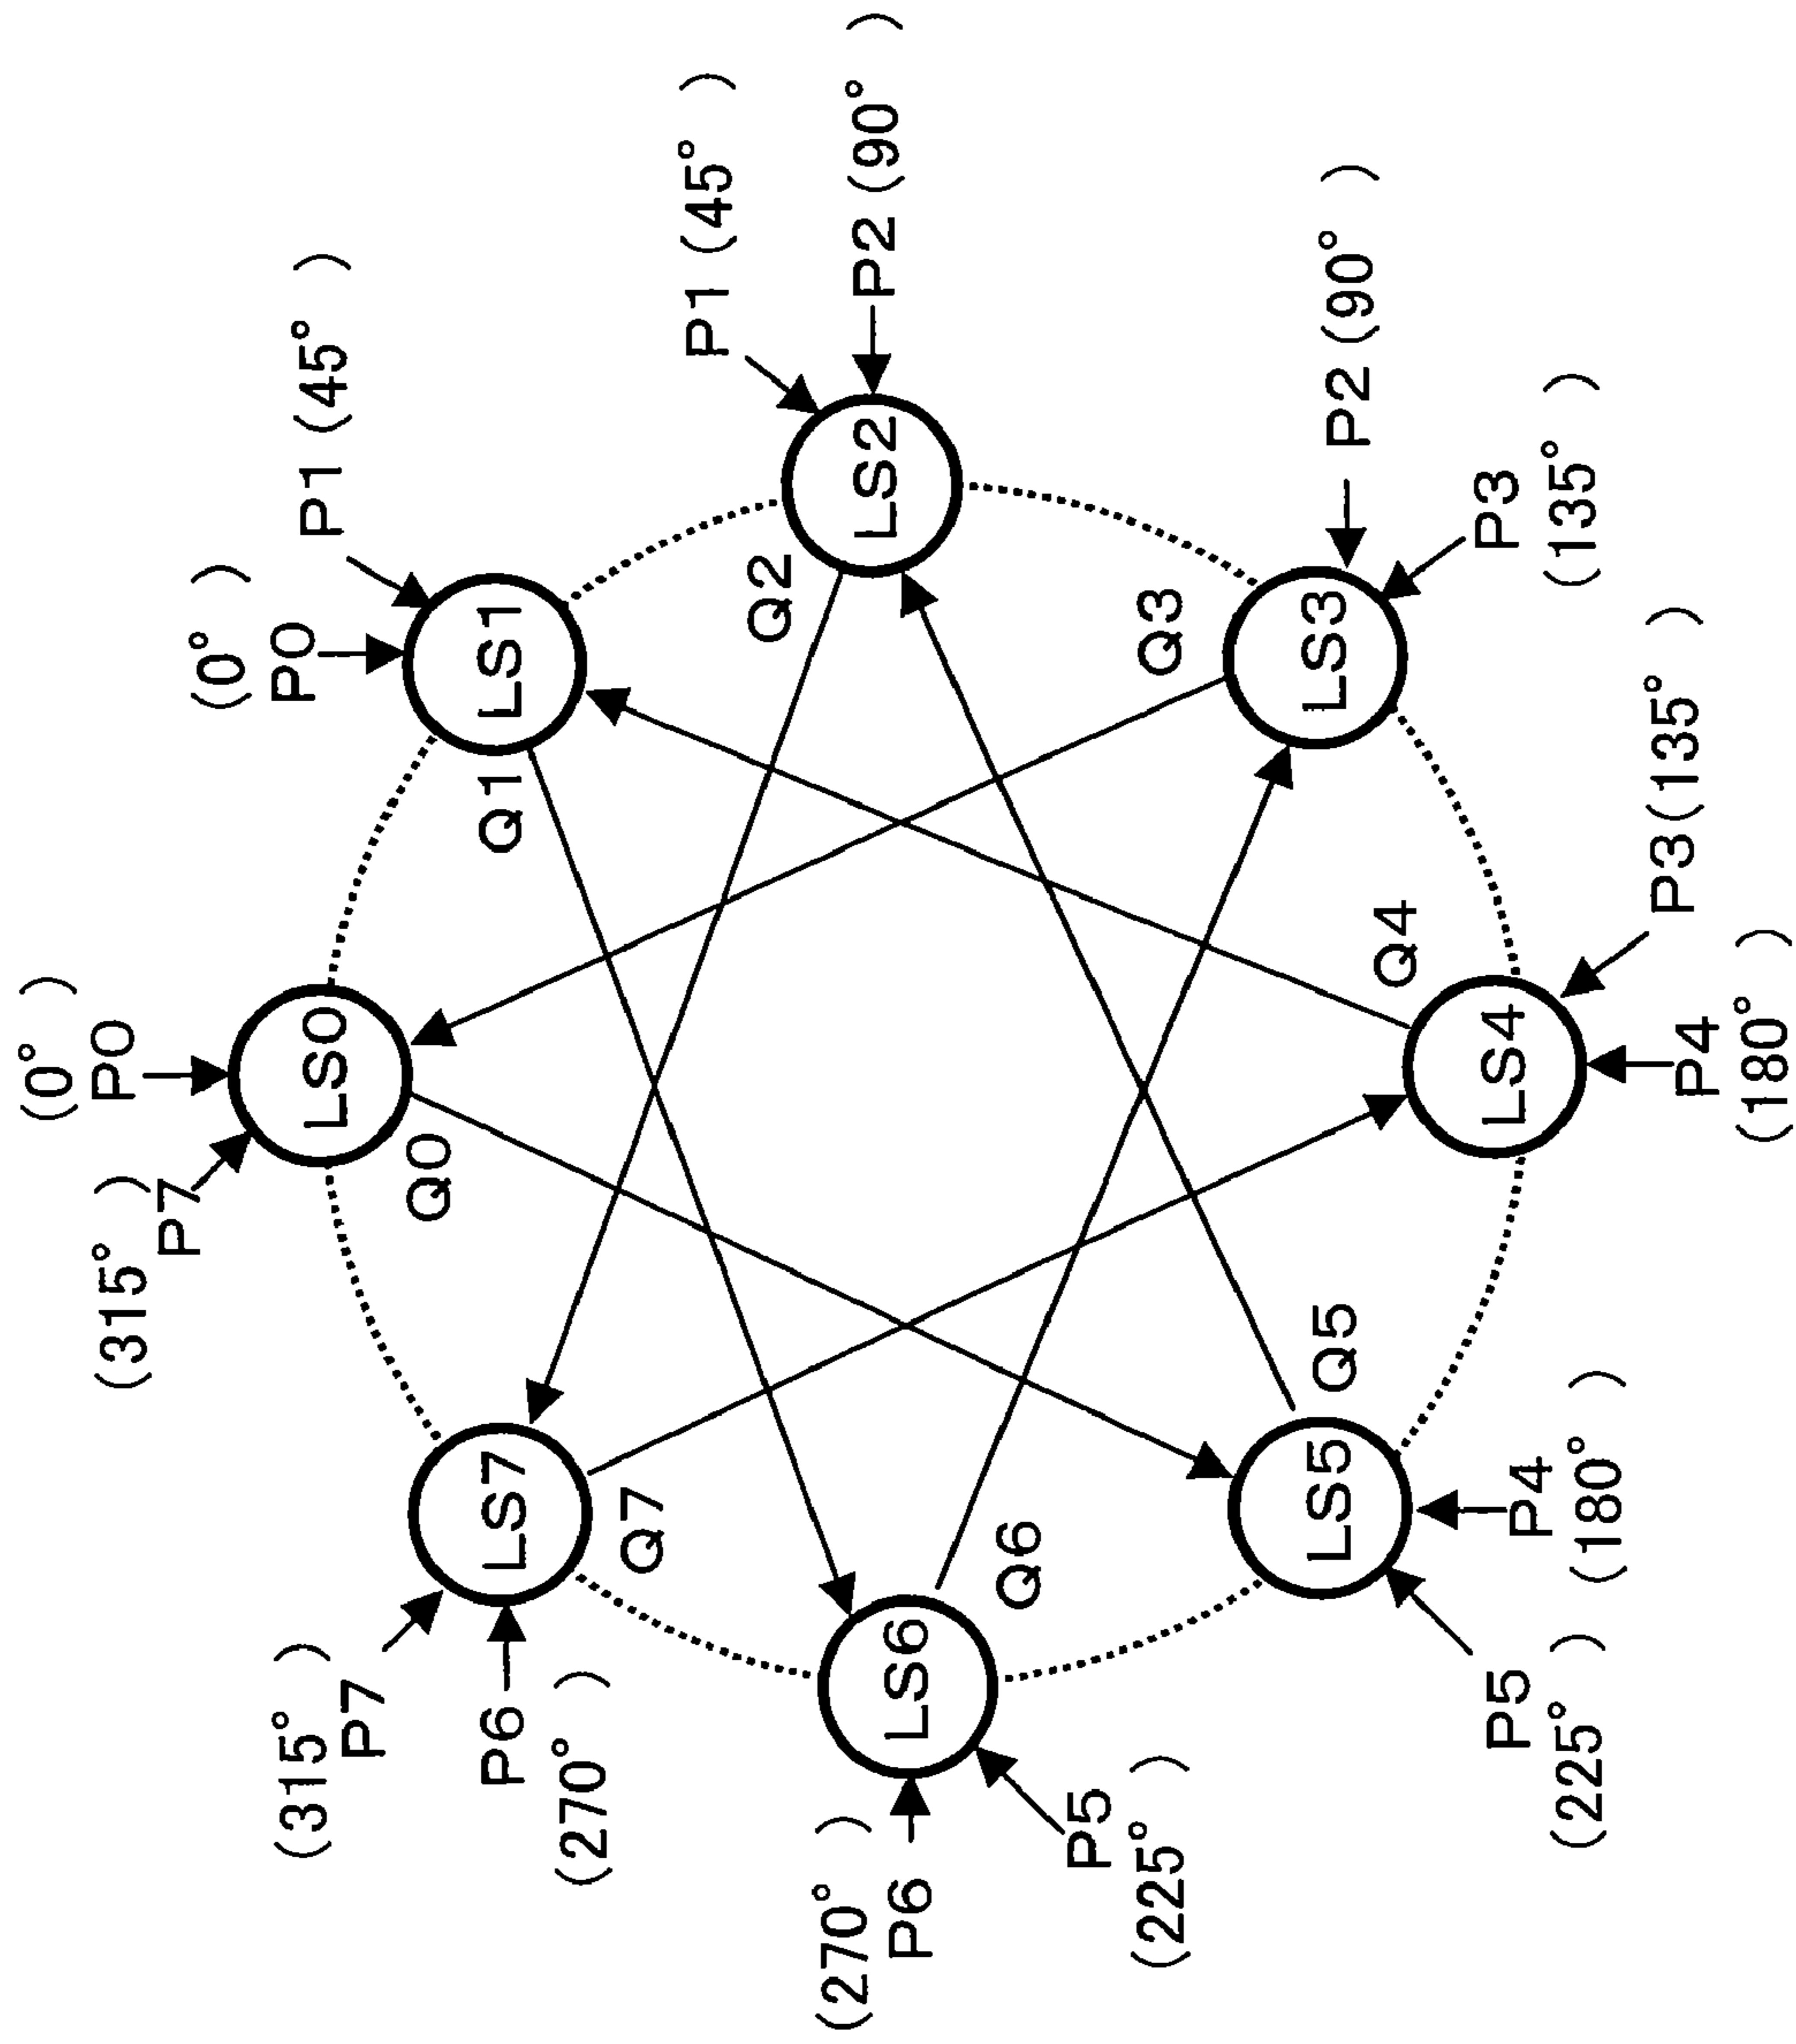 (0°)
P0
(315°)
P7
(0°)
P0
(315°)
P7
P1 (45° )
LS0
Q0
LS7
Q1
LS1
P6
(270° )
Q7
P1 (45° )
Q2
(270° )
P6
LS6
LS2
P2 (90° )
Q6
P5
(225° )
Q3
LS5
Q5
LS3
P2 (90° )
Q4
P3
(135° )
LS4
P5
(225° )
P4
(180° )
P3 (135° )
P4
(180° )